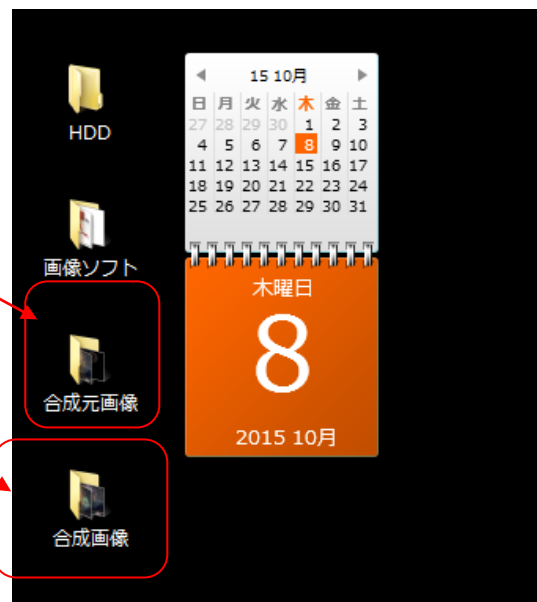 HDD
画像ソフト
合成元画像
合成画像
15 10月
日 月 火 水 木 金 土
27 28 29 30 1 2 3
4 5 6 7 8 9 10
11 12 13 14 15 16 17
18 19 20 21 22 23 24
25 26 27 28 29 30 31
木曜日
8
2015 10月